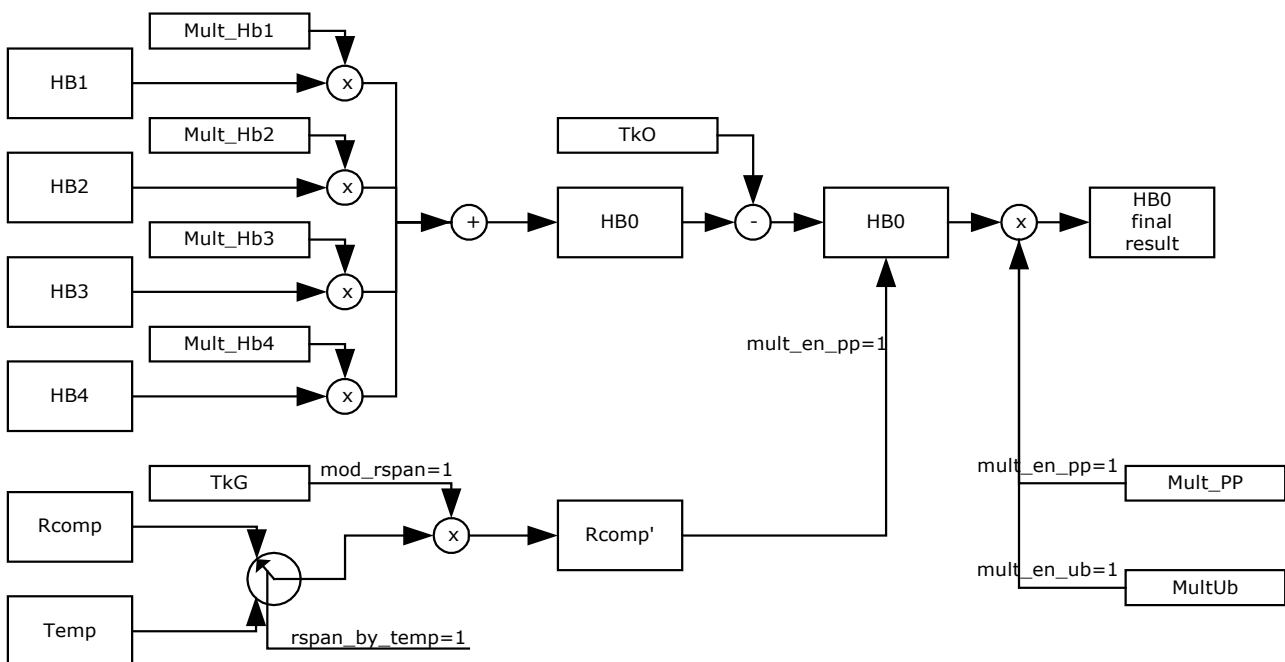 Mult_Hb1
HB1
x
Mult_Hb2
HB2
x
TkO
HB0
+
-
HB0
x
HB0
final
result
Mult_Hb3
HB3
x
mult_en_pp=1
Mult_Hb4
HB4
x
TkG
mod_rspan=1
mult_en_pp=1
Mult_PP
Rcomp
x
Rcomp'
mult_en_ub=1
MultUb
Temp
rspan_by_temp=1